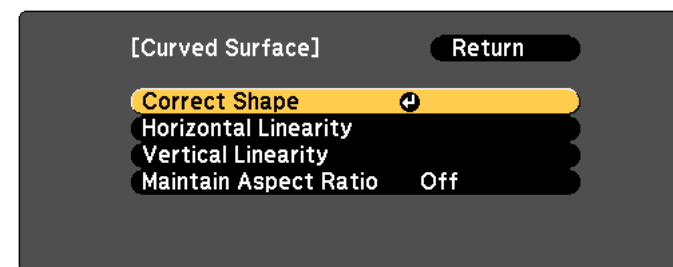 [Curved Surface] Return
Correct Shape
Horizontal Linearity
Vertical Linearity
Maintain Aspect Ratio Off